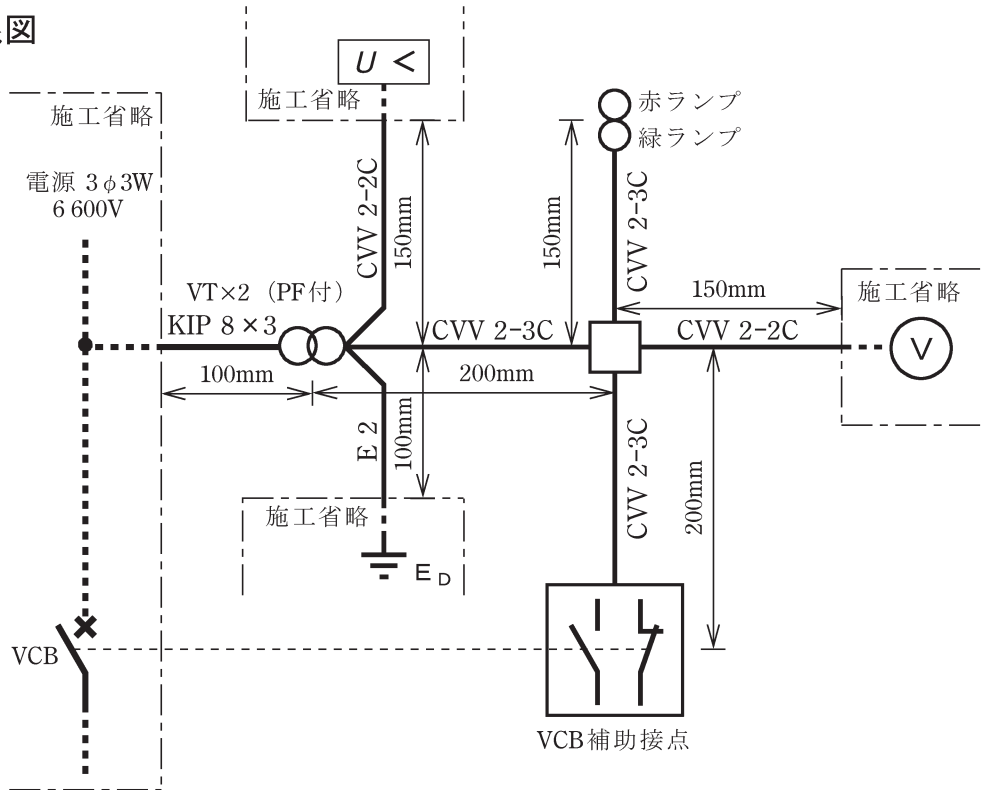 図
U <
施工省略
施工省略
電源 3φ3W
6 600V
CVV 2-2C
150mm
150mm
赤ランプ
緑ランプ
CVV 2-3C
150mm
施工省略
VT×2 (PF付)
KIP 8×3
CVV 2-3C
CVV 2-2C
V
100mm
200mm
E 2
100mm
CVV 2-3C
200mm
施工省略
E D
VCB
VCB補助接点